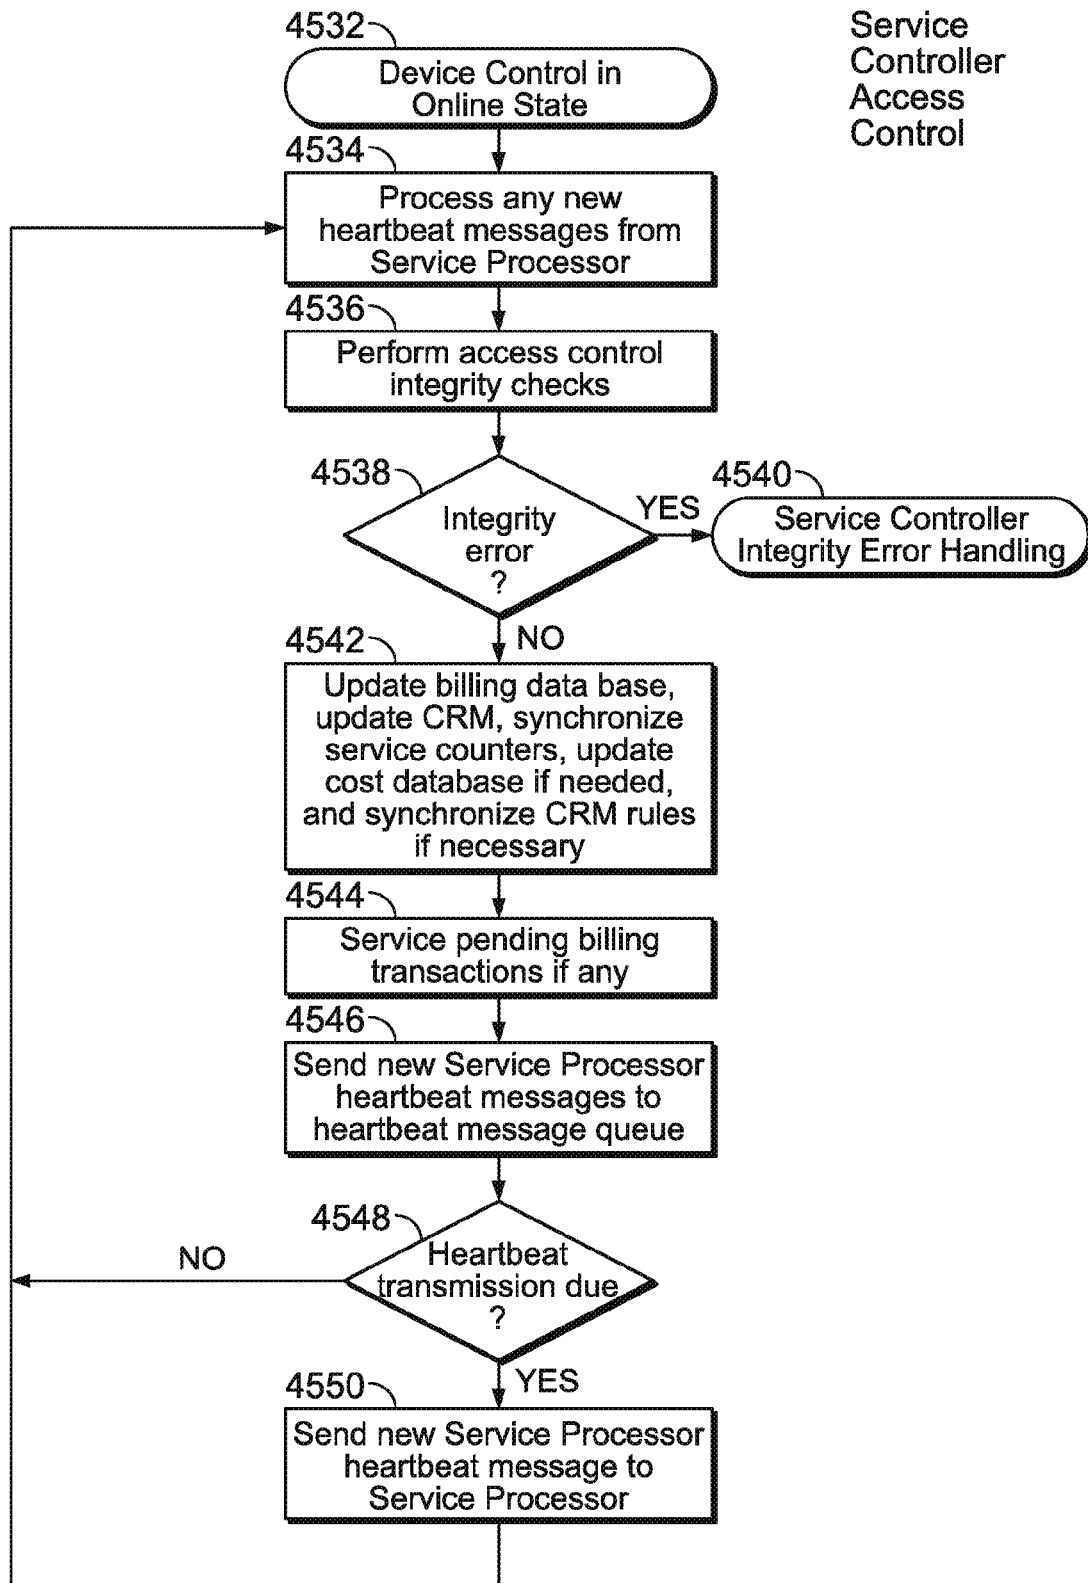 4532
Service
Controller
Access
Control
Device Control in
Online State
4534
Process any new
heartbeat messages from
Service Processor
4536
Perform access control
integrity checks
4538
Integrity
error
?
YES
4540
Service Controller
Integrity Error Handling
NO
4542
Update billing data base,
update CRM, synchronize
service counters, update
cost database if needed,
and synchronize CRM rules
if necessary
4544
Service pending billing
transactions if any
4546
Send new Service Processor
heartbeat messages to
heartbeat message queue
4548
Heartbeat
transmission due
?
NO
YES
4550
Send new Service Processor
heartbeat message to
Service Processor